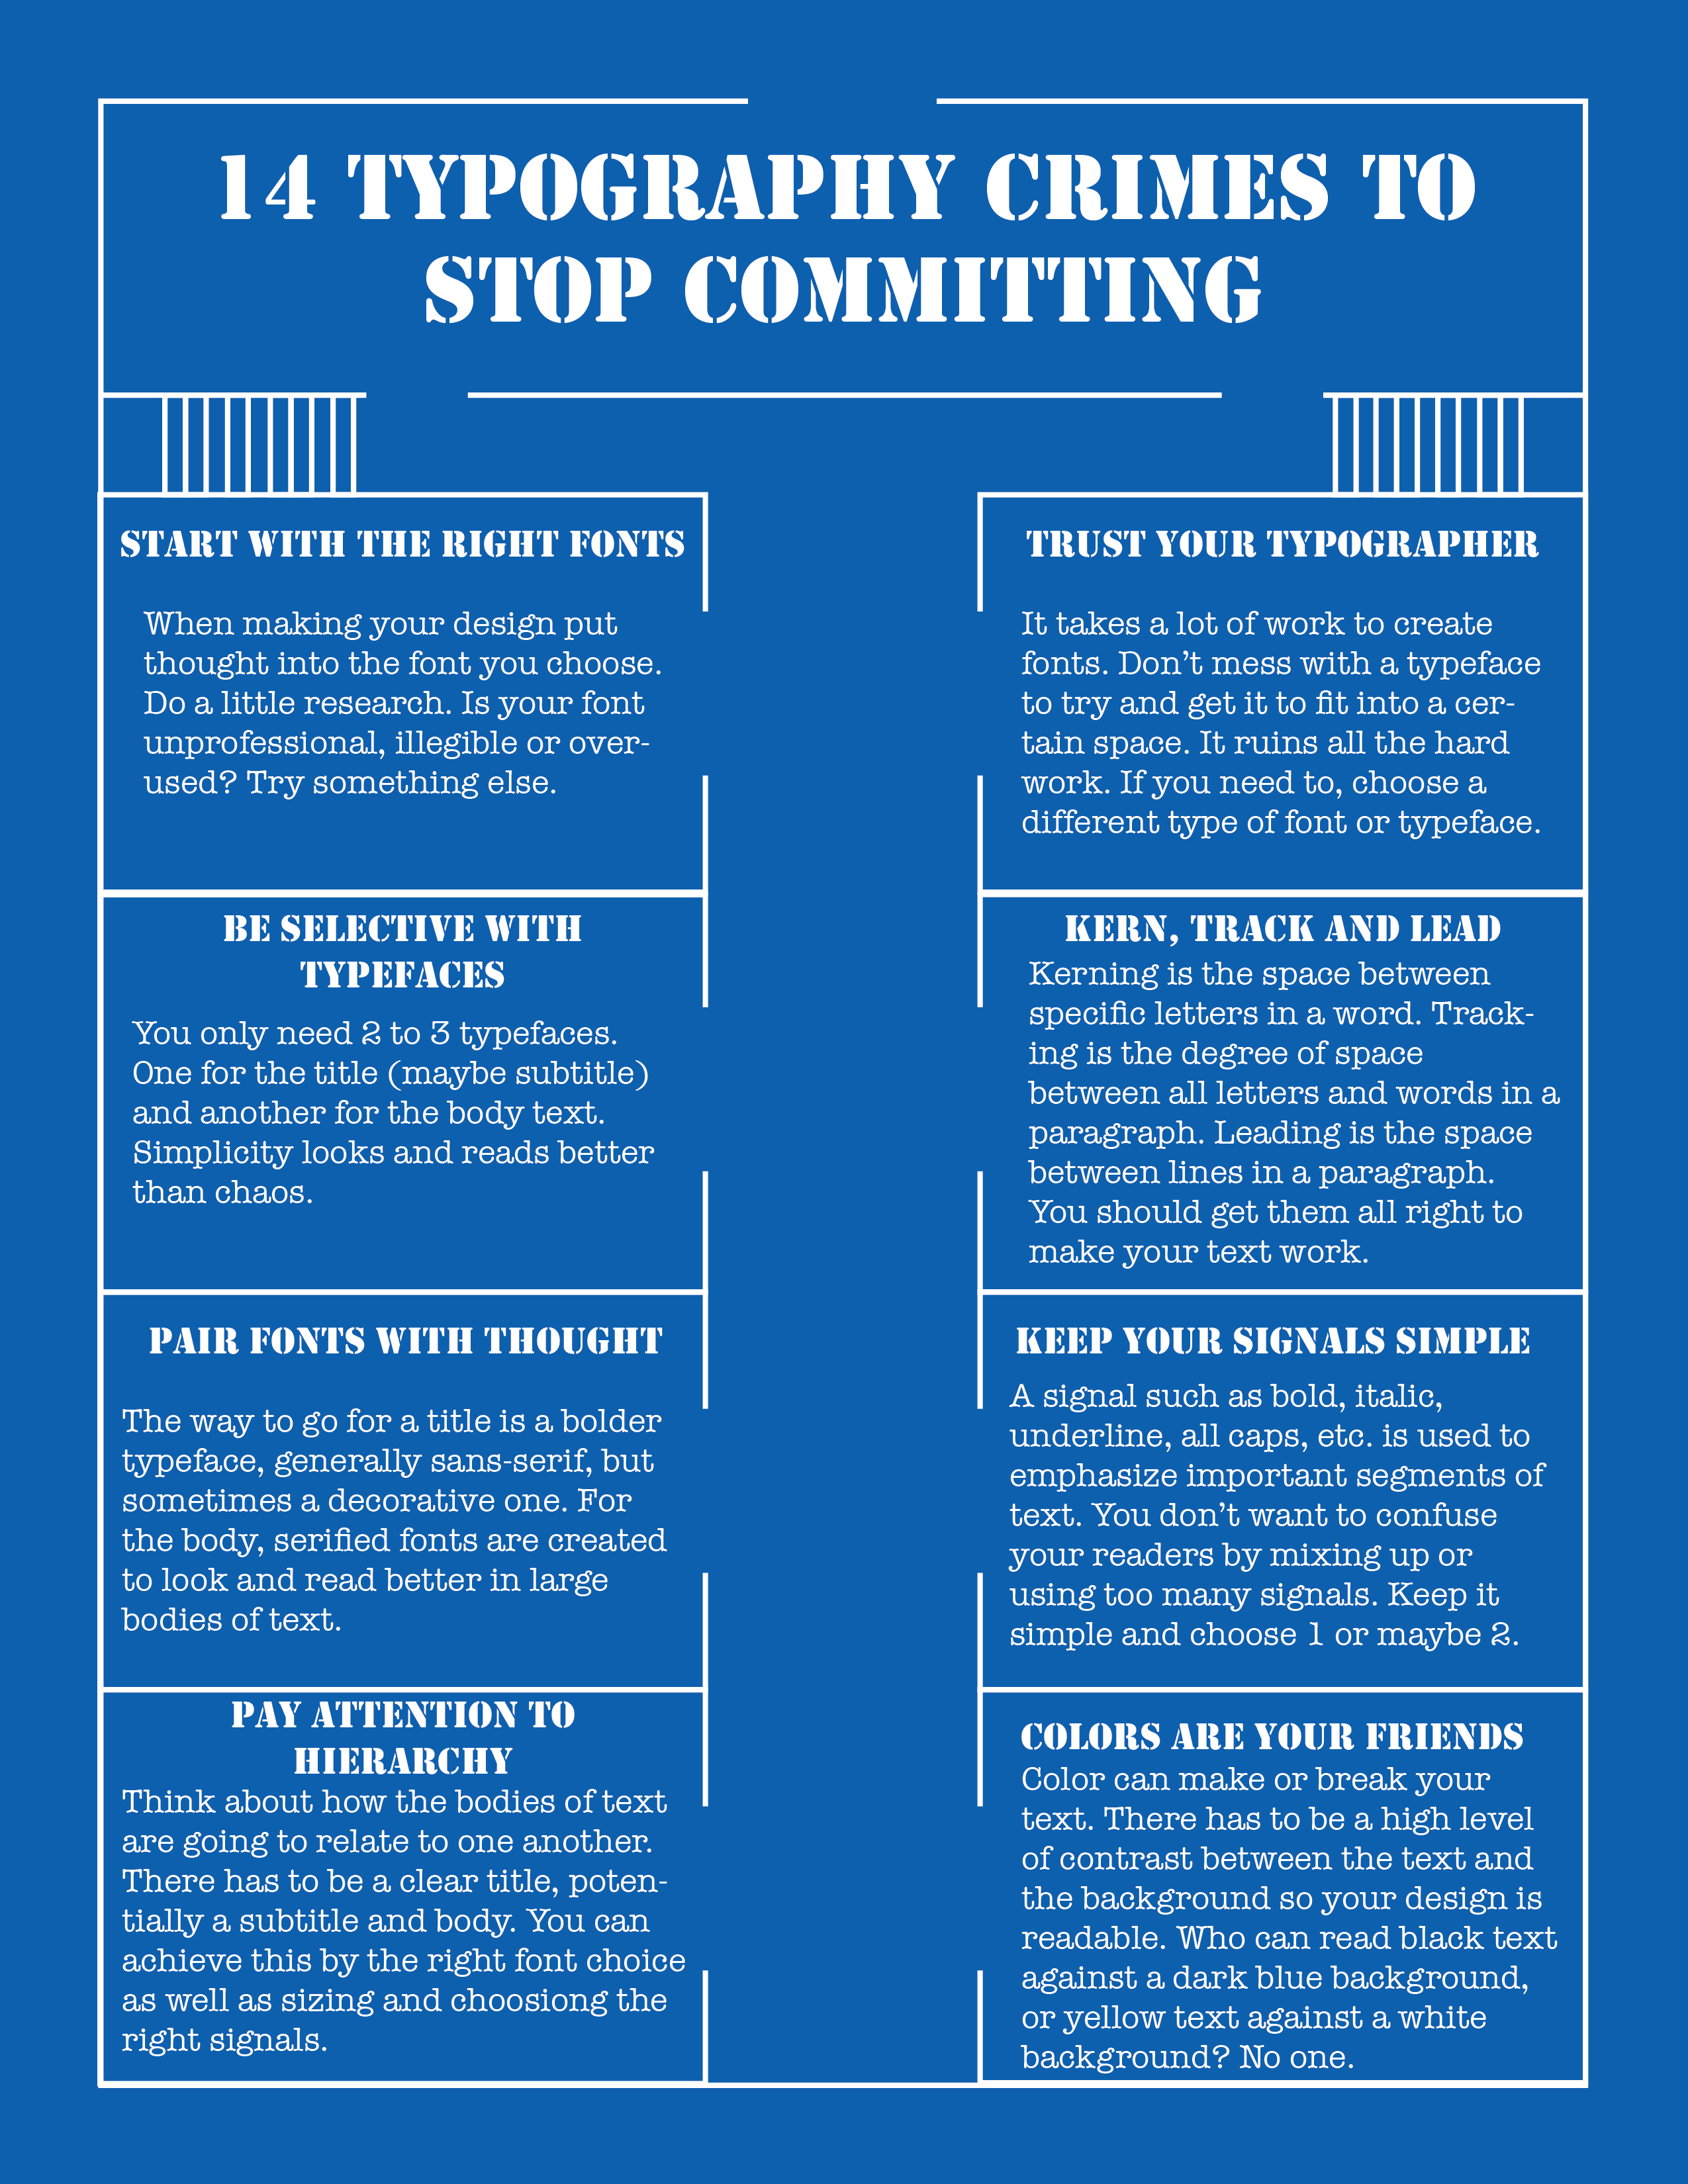 14 TYPOGRAPHY CRIMES TO
STOP COMMITTING
START WITH THE RIGHT FONTS
When making your design put
thought into the font you choose.
Do a little research. Is your font
unprofessional, illegible or over-
used? Try something else.
BE SELECTIVE WITH
TYPEFACES
You only need 2 to 3 typefaces.
One for the title (maybe subtitle)
and another for the body text.
Simplicity looks and reads better
than chaos.
PAIR FONTS WITH THOUGHT
The way to go for a title is a bolder
typeface, generally sans-serif, but
sometimes a decorative one. For
the body, serified fonts are created
to look and read better in large
bodies of text.
PAY ATTENTION TO
HIERARCHY
Think about how the bodies of text
are going to relate to one another.
There has to be a clear title, poten-
tially a subtitle and body. You can
achieve this by the right font choice
as well as sizing and choosiong the
right signals.
TRUST YOUR TYPOGRAPHER
It takes a lot of work to create
fonts. Don’t mess with a typeface
to try and get it to fit into a cer-
tain space. It ruins all the hard
work. If you need to, choose a
different type of font or typeface.
KERN, TRACK AND LEAD
Kerning is the space between
specific letters in a word. Track-
ing is the degree of space
between all letters and words in a
paragraph. Leading is the space
between lines in a paragraph.
You should get them all right to
make your text work.
KEEP YOUR SIGNALS SIMPLE
A signal such as bold, italic,
underline, all caps, etc. is used to
emphasize important segments of
text. You don’t want to confuse
your readers by mixing up or
using too many signals. Keep it
simple and choose 1 or maybe 2.
COLORS ARE YOUR FRIENDS
Color can make or break your
text. There has to be a high level
of contrast between the text and
the background so your design is
readable. Who can read black text
against a dark blue background,
or yellow text against a white
background? No one.